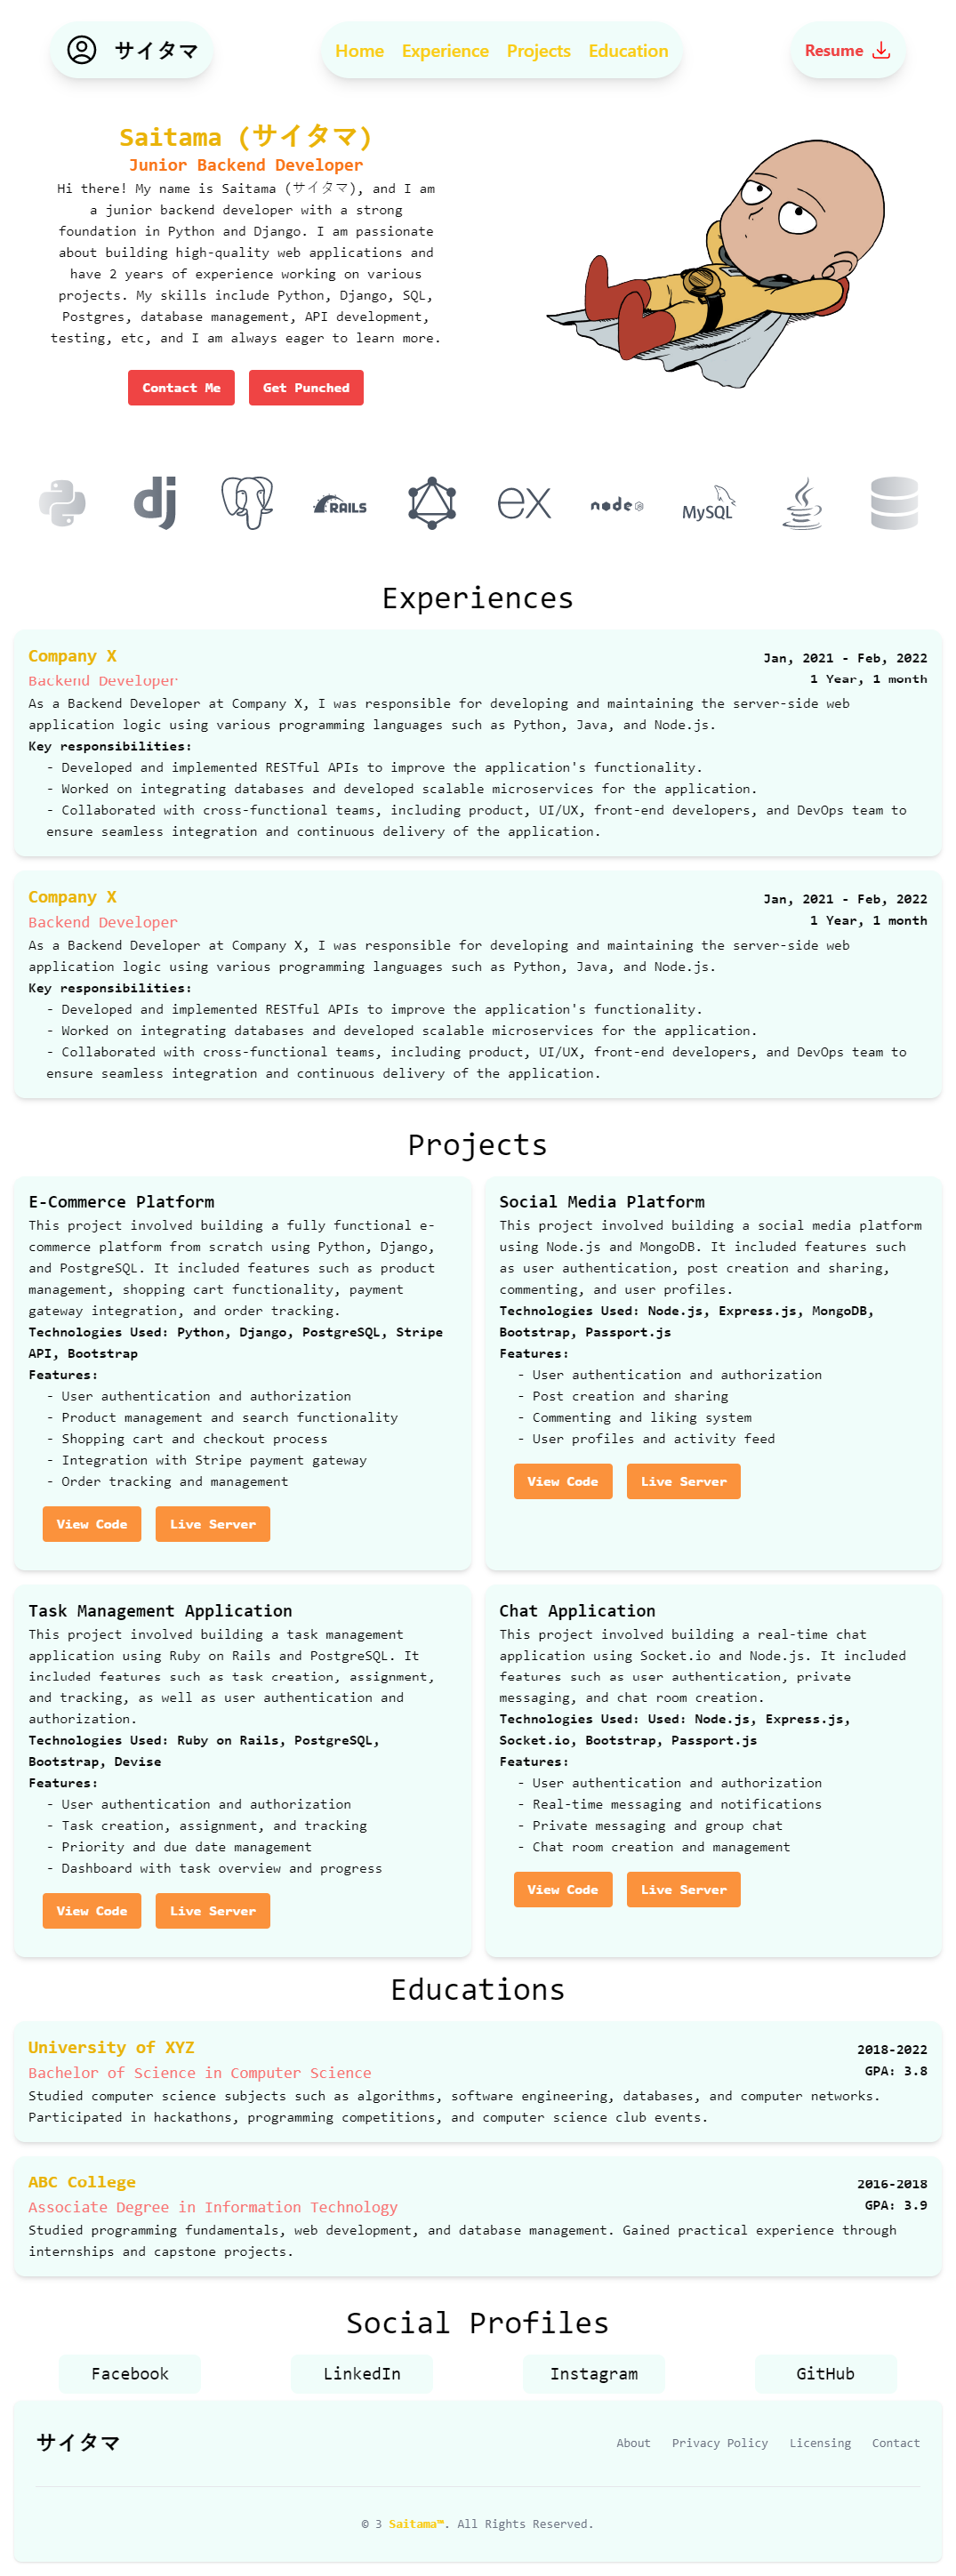 サイタマ
Home Experience Projects Education
Resume
Saitama (サイタマ)
Junior Backend Developer
Hi there! My name is Saitama (サイタマ), and I am
a junior backend developer with a strong
foundation in Python and Django. I am passionate
about building high-quality web applications and
have 2 years of experience working on various
projects. My skills include Python, Django, SQL,
Postgres, database management, API development,
testing, etc, and I am always eager to learn more.
Contact Me Get Punched
dj RAILS ex node JS MySQL
Experiences
Company X
Jan, 2021 - Feb, 2022
Backend Developer
1 Year, 1 month
As a Backend Developer at Company X, I was responsible for developing and maintaining the server-side web
application logic using various programming languages such as Python, Java, and Node.js.
Key responsibilities:
- Developed and implemented RESTful APIs to improve the application's functionality.
- Worked on integrating databases and developed scalable microservices for the application.
- Collaborated with cross-functional teams, including product, UI/UX, front-end developers, and DevOps team to
ensure seamless integration and continuous delivery of the application.
Company X
Jan, 2021 - Feb, 2022
Backend Developer
1 Year, 1 month
As a Backend Developer at Company X, I was responsible for developing and maintaining the server-side web
application logic using various programming languages such as Python, Java, and Node.js.
Key responsibilities:
- Developed and implemented RESTful APIs to improve the application's functionality.
- Worked on integrating databases and developed scalable microservices for the application.
- Collaborated with cross-functional teams, including product, UI/UX, front-end developers, and DevOps team to
ensure seamless integration and continuous delivery of the application.
Projects
E-Commerce Platform
This project involved building a fully functional e-
commerce platform from scratch using Python, Django,
and PostgreSQL. It included features such as product
management, shopping cart functionality, payment
gateway integration, and order tracking.
Technologies Used: Python, Django, PostgreSQL, Stripe
API, Bootstrap
Features:
- User authentication and authorization
- Product management and search functionality
- Shopping cart and checkout process
- Integration with Stripe payment gateway
- Order tracking and management
View Code Live Server
Social Media Platform
This project involved building a social media platform
using Node.js and MongoDB. It included features such
as user authentication, post creation and sharing,
commenting, and user profiles.
Technologies Used: Node.js, Express.js, MongoDB,
Bootstrap, Passport.js
Features:
- User authentication and authorization
- Post creation and sharing
- Commenting and liking system
- User profiles and activity feed
View Code Live Server
Task Management Application
This project involved building a task management
application using Ruby on Rails and PostgreSQL. It
included features such as task creation, assignment,
and tracking, as well as user authentication and
authorization.
Technologies Used: Ruby on Rails, PostgreSQL,
Bootstrap, Devise
Features:
- User authentication and authorization
- Task creation, assignment, and tracking
- Priority and due date management
- Dashboard with task overview and progress
View Code Live Server
Chat Application
This project involved building a real-time chat
application using Socket.io and Node.js. It included
features such as user authentication, private
messaging, and chat room creation.
Technologies Used: Used: Node.js, Express.js,
Socket.io, Bootstrap, Passport.js
Features:
- User authentication and authorization
- Real-time messaging and notifications
- Private messaging and group chat
- Chat room creation and management
View Code Live Server
Educations
University of XYZ
2018-2022
Bachelor of Science in Computer Science
GPA: 3.8
Studied computer science subjects such as algorithms, software engineering, databases, and computer networks.
Participated in hackathons, programming competitions, and computer science club events.
ABC College
2016-2018
Associate Degree in Information Technology
GPA: 3.9
Studied programming fundamentals, web development, and database management. Gained practical experience through
internships and capstone projects.
Social Profiles
Facebook LinkedIn Instagram GitHub
サイタマ
About Privacy Policy Licensing Contact
© 3 Saitama™. All Rights Reserved.